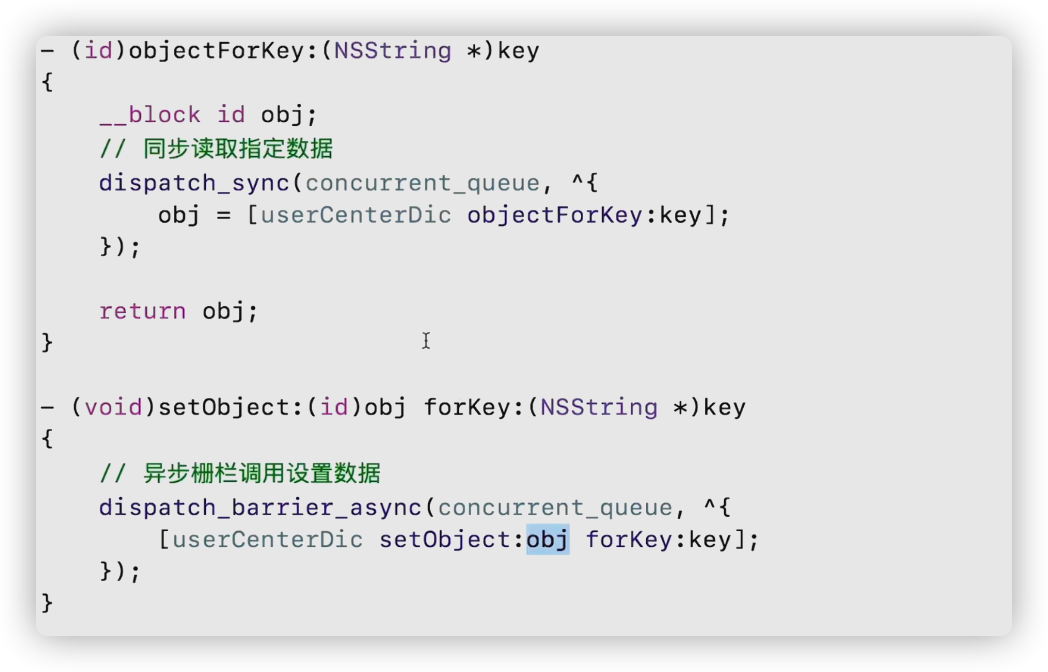 - (id)objectForKey:(NSString *)key
{
    __block id obj;
    // 同步读取指定数据
    dispatch_sync(concurrent_queue, ^{
        obj = [userCenterDic objectForKey:key];
    });

    return obj;
}

- (void)setObject:(id)obj forKey:(NSString *)key
{
    // 异步栅栏调用设置数据
    dispatch_barrier_async(concurrent_queue, ^{
        [userCenterDic setObject:obj forKey:key];
    });
}